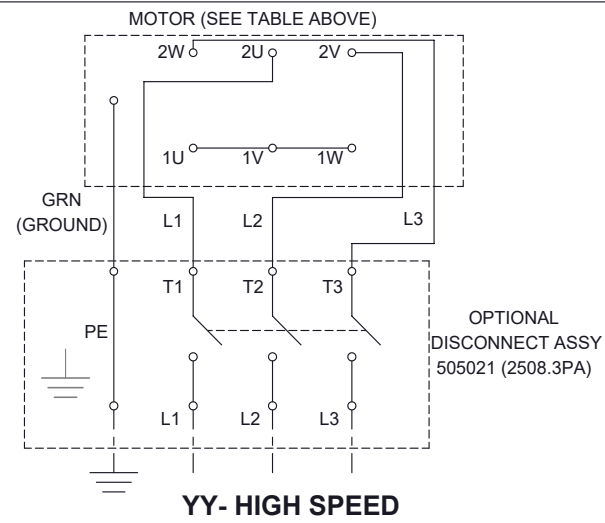 MOTOR (SEE TABLE ABOVE)
2W 2U 2V
1U 1V 1W
GRN
(GROUND)
L1 L2 L3
T1 T2 T3
PE
OPTIONAL
DISCONNECT ASSY
505021 (2508.3PA)
L1 L2 L3
YY- HIGH SPEED